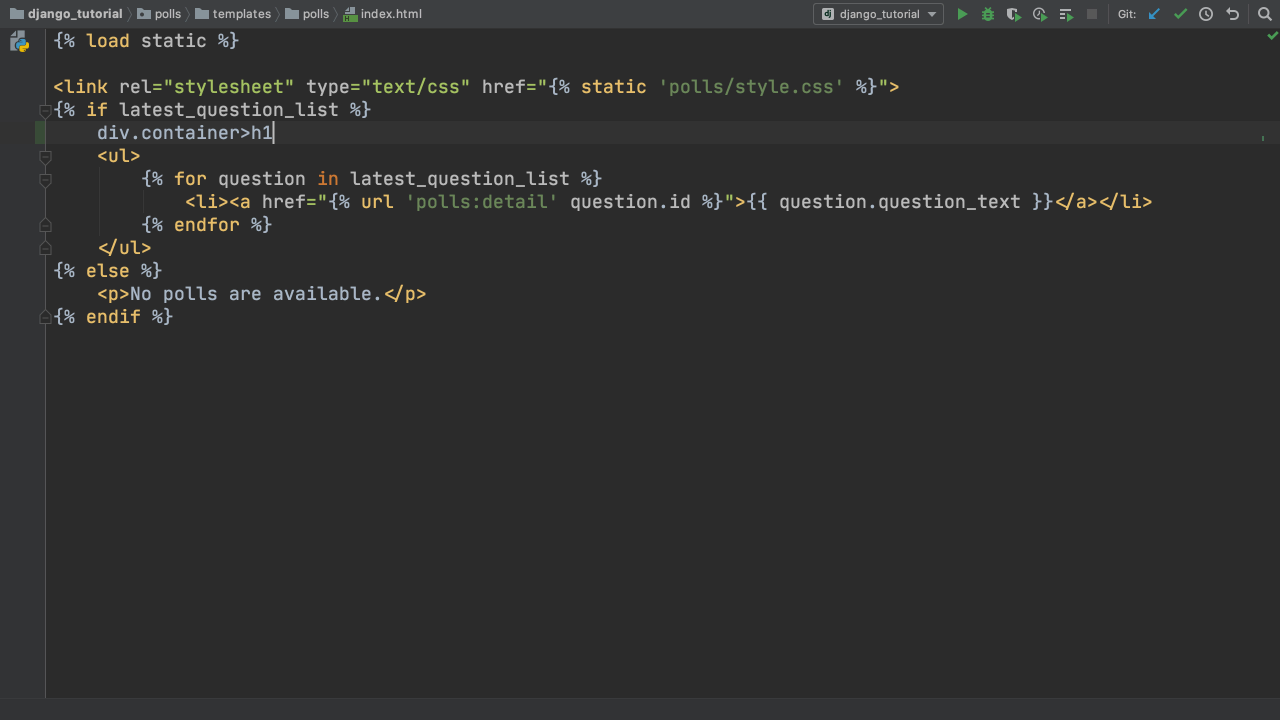 django_tutorial polls templates polls index.html django_tutorial Git:
{% load static %}
<link rel="stylesheet" type="text/css" href="{% static 'polls/style.css' %}">
{% if latest_question_list %}
    div.container>h1
    <ul>
        {% for question in latest_question_list %}
            <li><a href="{% url 'polls:detail' question.id %}">{{ question.question_text }}</a></li>
        {% endfor %}
    </ul>
{% else %}
    <p>No polls are available.</p>
{% endif %}